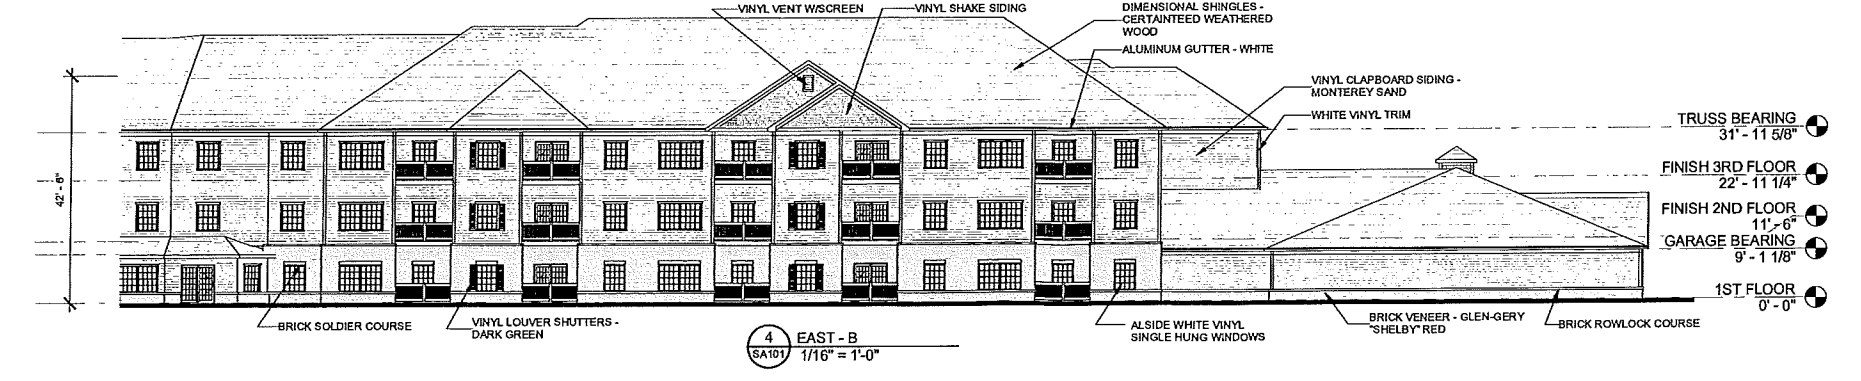 VINYL VENT W/SCREEN
VINYL SHAKE SIDING
DIMENSIONAL SHINGLES -
CERTAINTEED WEATHERED
WOOD
ALUMINUM GUTTER - WHITE
VINYL CLAPBOARD SIDING -
MONTEREY SAND
WHITE VINYL TRIM
TRUSS BEARING
31' - 11 5/8"
FINISH 3RD FLOOR
22' - 11 1/4"
FINISH 2ND FLOOR
11' - 6"
GARAGE BEARING
9' - 1 1/8"
1ST FLOOR
0' - 0"
42' - 6"
BRICK SOLDIER COURSE
VINYL LOUVER SHUTTERS -
DARK GREEN
ALSIDE WHITE VINYL
SINGLE HUNG WINDOWS
BRICK VENEER - GLEN-GERY
"SHELBY" RED
BRICK ROWLOCK COURSE
4
SA101
EAST - B
1/16" = 1'-0"